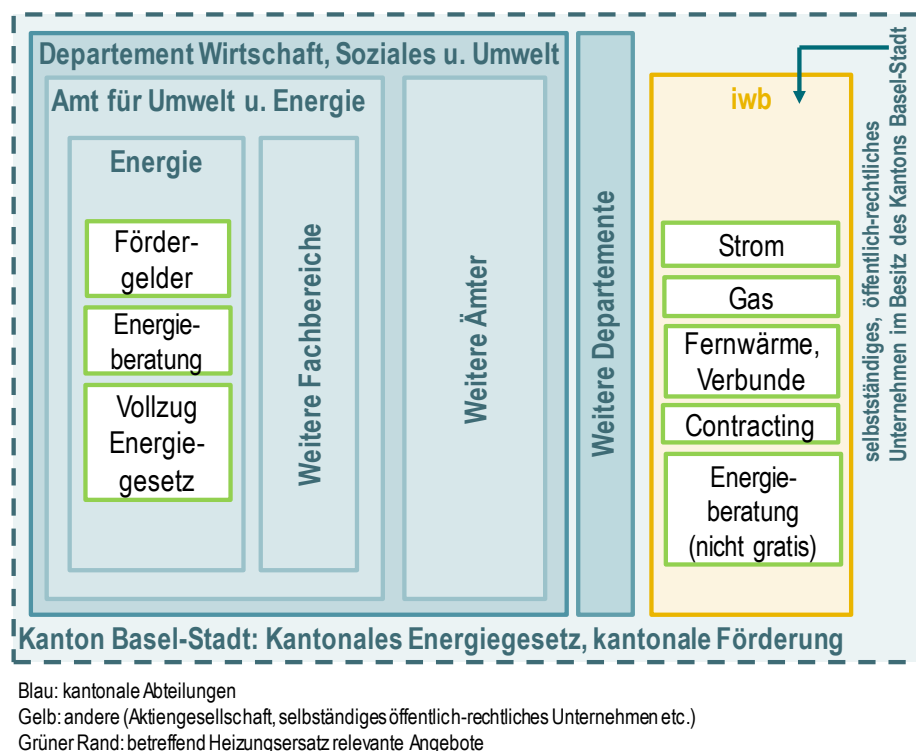 Departement Wirtschaft, Soziales u. Umwelt
Amt für Umwelt u. Energie
Energie
Förder-
gelder
Energie-
beratung
Vollzug
Energie-
gesetz
Weitere Fachbereiche
Weitere Ämter
Weitere Departemente
iwb
Strom
Gas
Fernwärme,
Verbunde
Contracting
Energie-
beratung
(nicht gratis)
selbstständiges, öffentlich-rechtliches
Unternehmen im Besitz des Kantons Basel-Stadt
Kanton Basel-Stadt: Kantonales Energiegesetz, kantonale Förderung
Blau: kantonale Abteilungen
Gelb: andere (Aktiengesellschaft, selbständiges öffentlich-rechtliches Unternehmen etc.)
Grüner Rand: betreffend Heizungsersatz relevante Angebote